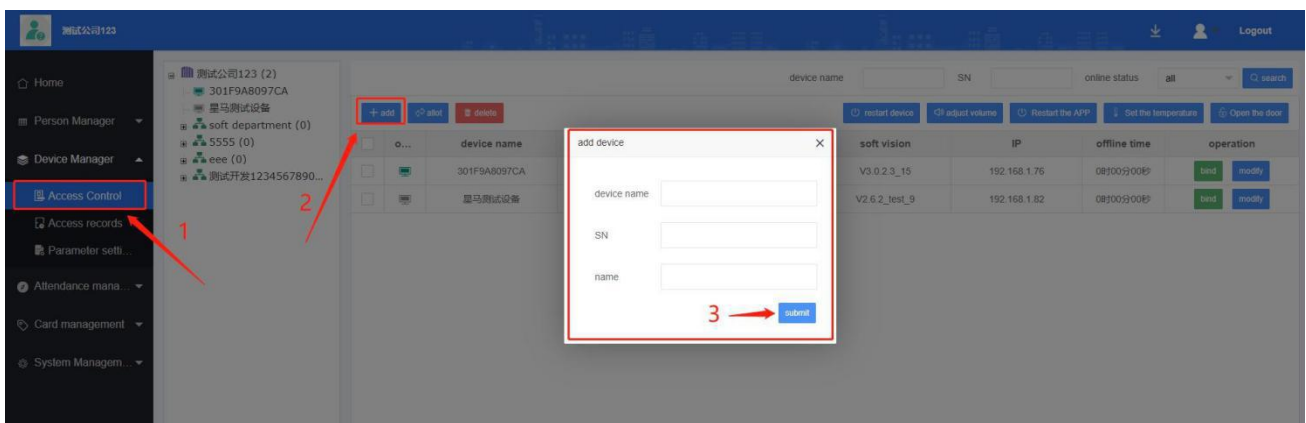 测试公司123
Logout
Home
Person Manager
Device Manager
Access Control
Access records
Parameter setti...
Attendance mana...
Card management
System Managem...
1
测试公司123 (2)
301F9A8097CA
星马测试设备
soft department (0)
5555 (0)
eee (0)
测试开发1234567890...
2
device name
SN
online status
all
search
add
allot
delete
restart device
adjust volume
Restart the APP
Set the temperature
Open the door
o... device name soft vision IP offline time operation
301F9A8097CA V3.0.2.3_15 192.168.1.76 0时00分00秒 bind modify
星马测试设备 V2.6.2_test_9 192.168.1.82 0时00分00秒 bind modify
add device
device name
SN
name
3
submit